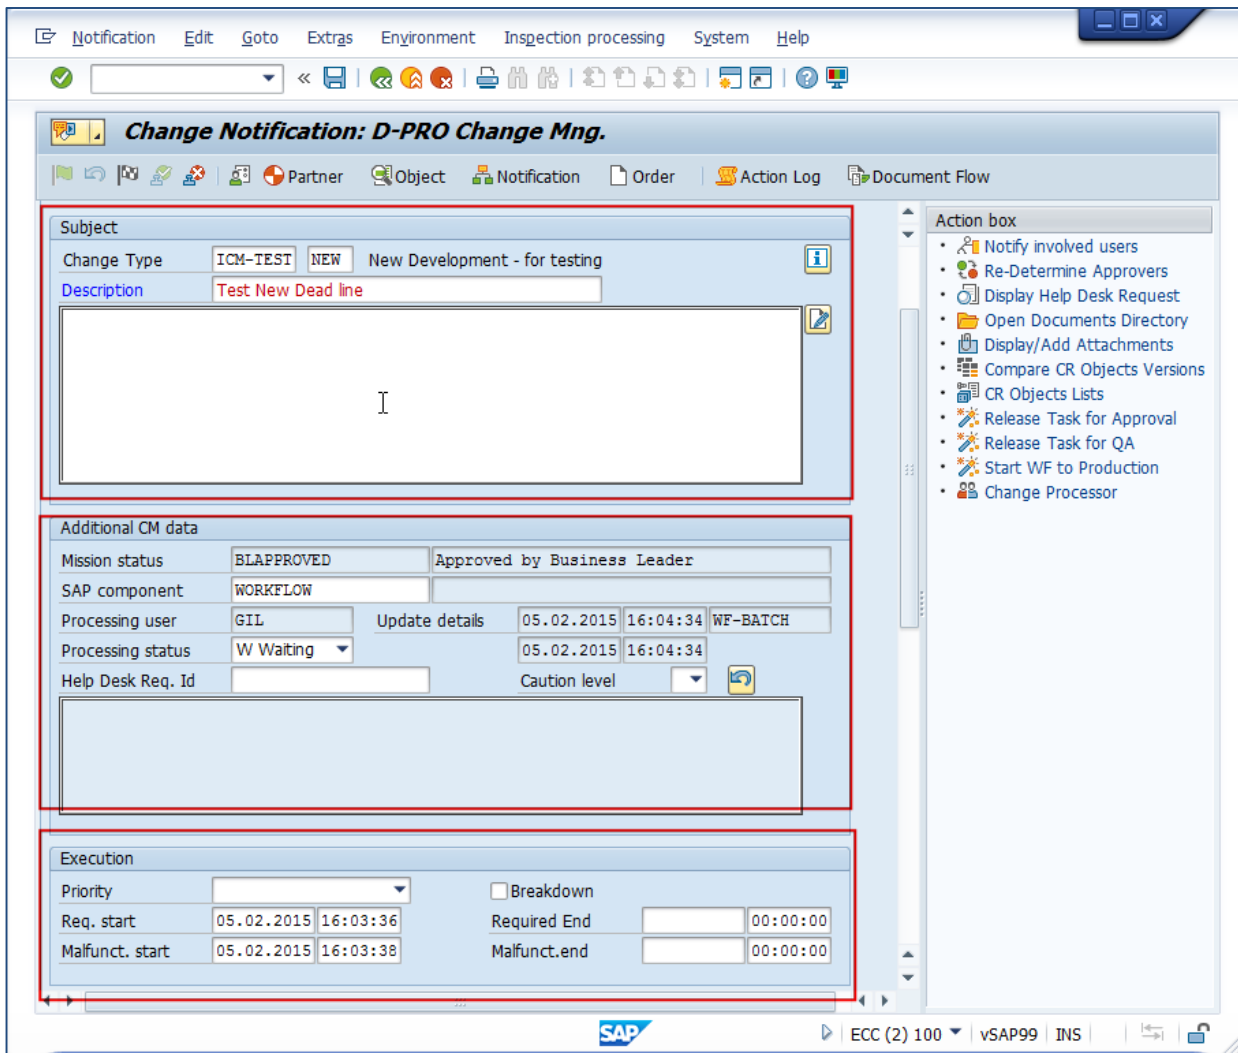 Notification Edit Goto Extras Environment Inspection processing System Help
Change Notification: D-PRO Change Mng.
Partner Object Notification Order Action Log Document Flow
Subject
Change Type ICM-TEST NEW New Development - for testing
Description Test New Dead line
Additional CM data
Mission status BLAPPROVED Approved by Business Leader
SAP component WORKFLOW
Processing user GIL Update details 05.02.2015 16:04:34 WF-BATCH
Processing status W Waiting 05.02.2015 16:04:34
Help Desk Req. Id Caution level
Execution
Priority Breakdown
Req. start 05.02.2015 16:03:36 Required End 00:00:00
Malfunct. start 05.02.2015 16:03:38 Malfunct.end 00:00:00
Action box
Notify involved users
Re-Determine Approvers
Display Help Desk Request
Open Documents Directory
Display/Add Attachments
Compare CR Objects Versions
CR Objects Lists
Release Task for Approval
Release Task for QA
Start WF to Production
Change Processor
SAP ECC (2) 100 vSAP99 INS